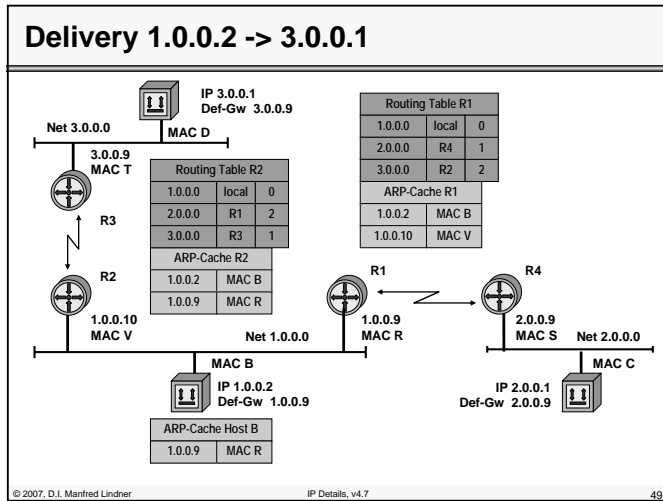 Delivery 1.0.0.2 -> 3.0.0.1
IP 3.0.0.1
Def-Gw 3.0.0.9
Net 3.0.0.0
MAC D
3.0.0.9
MAC T
R3
Routing Table R2
1.0.0.0 local 0
2.0.0.0 R1 2
3.0.0.0 R3 1
ARP-Cache R2
1.0.0.2 MAC B
1.0.0.9 MAC R
Routing Table R1
1.0.0.0 local 0
2.0.0.0 R4 1
3.0.0.0 R2 2
ARP-Cache R1
1.0.0.2 MAC B
1.0.0.10 MAC V
R2
1.0.0.10
MAC V
Net 1.0.0.0
R1
1.0.0.9
MAC R
R4
2.0.0.9
MAC S
Net 2.0.0.0
MAC B
IP 1.0.0.2
Def-Gw 1.0.0.9
MAC C
IP 2.0.0.1
Def-Gw 2.0.0.9
ARP-Cache Host B
1.0.0.9 MAC R
© 2007, D.I. Manfred Lindner
IP Details, v4.7
49